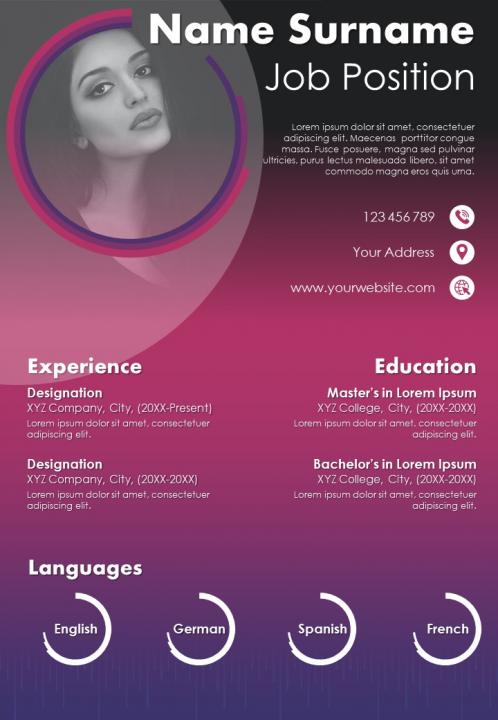 Name Surname
Job Position
Lorem ipsum dolor sit amet, consectetuer
adipiscing elit. Maecenas porttitor congue
massa. Fusce posuere, magna sed pulvinar
ultricies, purus lectus malesuada libero, sit amet
commodo magna eros quis urna.
123 456 789
Your Address
www.yourwebsite.com
Experience
Designation
XYZ Company, City, (20XX-Present)
Lorem ipsum dolor sit amet, consectetuer
adipiscing elit.
Designation
XYZ Company, City, (20XX-20XX)
Lorem ipsum dolor sit amet, consectetuer
adipiscing elit.
Education
Master's in Lorem Ipsum
XYZ College, City, (20XX-20XX)
Lorem ipsum dolor sit amet, consectetuer
adipiscing elit.
Bachelor's in Lorem Ipsum
XYZ College, City, (20XX-20XX)
Lorem ipsum dolor sit amet, consectetuer
adipiscing elit.
Languages
English
German
Spanish
French